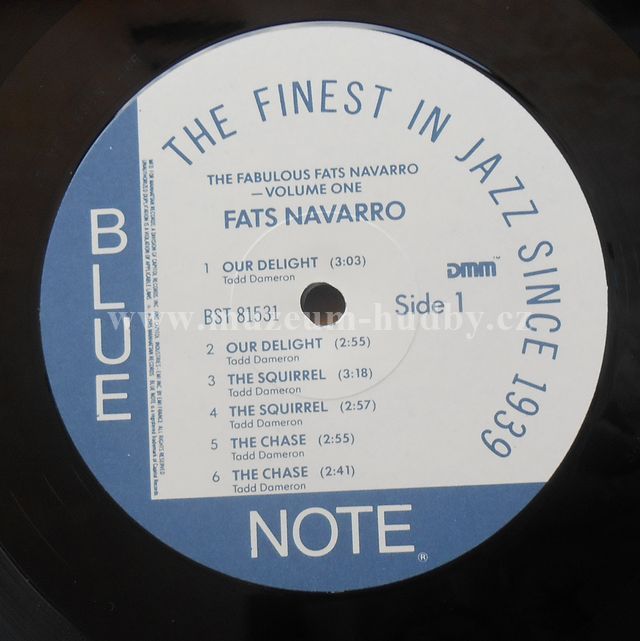 THE FINEST IN JAZZ SINCE 1939
THE FABULOUS FATS NAVARRO
—VOLUME ONE
FATS NAVARRO
1 OUR DELIGHT (3:03)
Tadd Dameron
DMM™
BST 81531
Side 1
www.muzeum-hudby.cz
2 OUR DELIGHT (2:55)
Tadd Dameron
3 THE SQUIRREL (3:18)
Tadd Dameron
4 THE SQUIRREL (2:57)
Tadd Dameron
5 THE CHASE (2:55)
Tadd Dameron
6 THE CHASE (2:41)
Tadd Dameron
BLUE
NOTE®